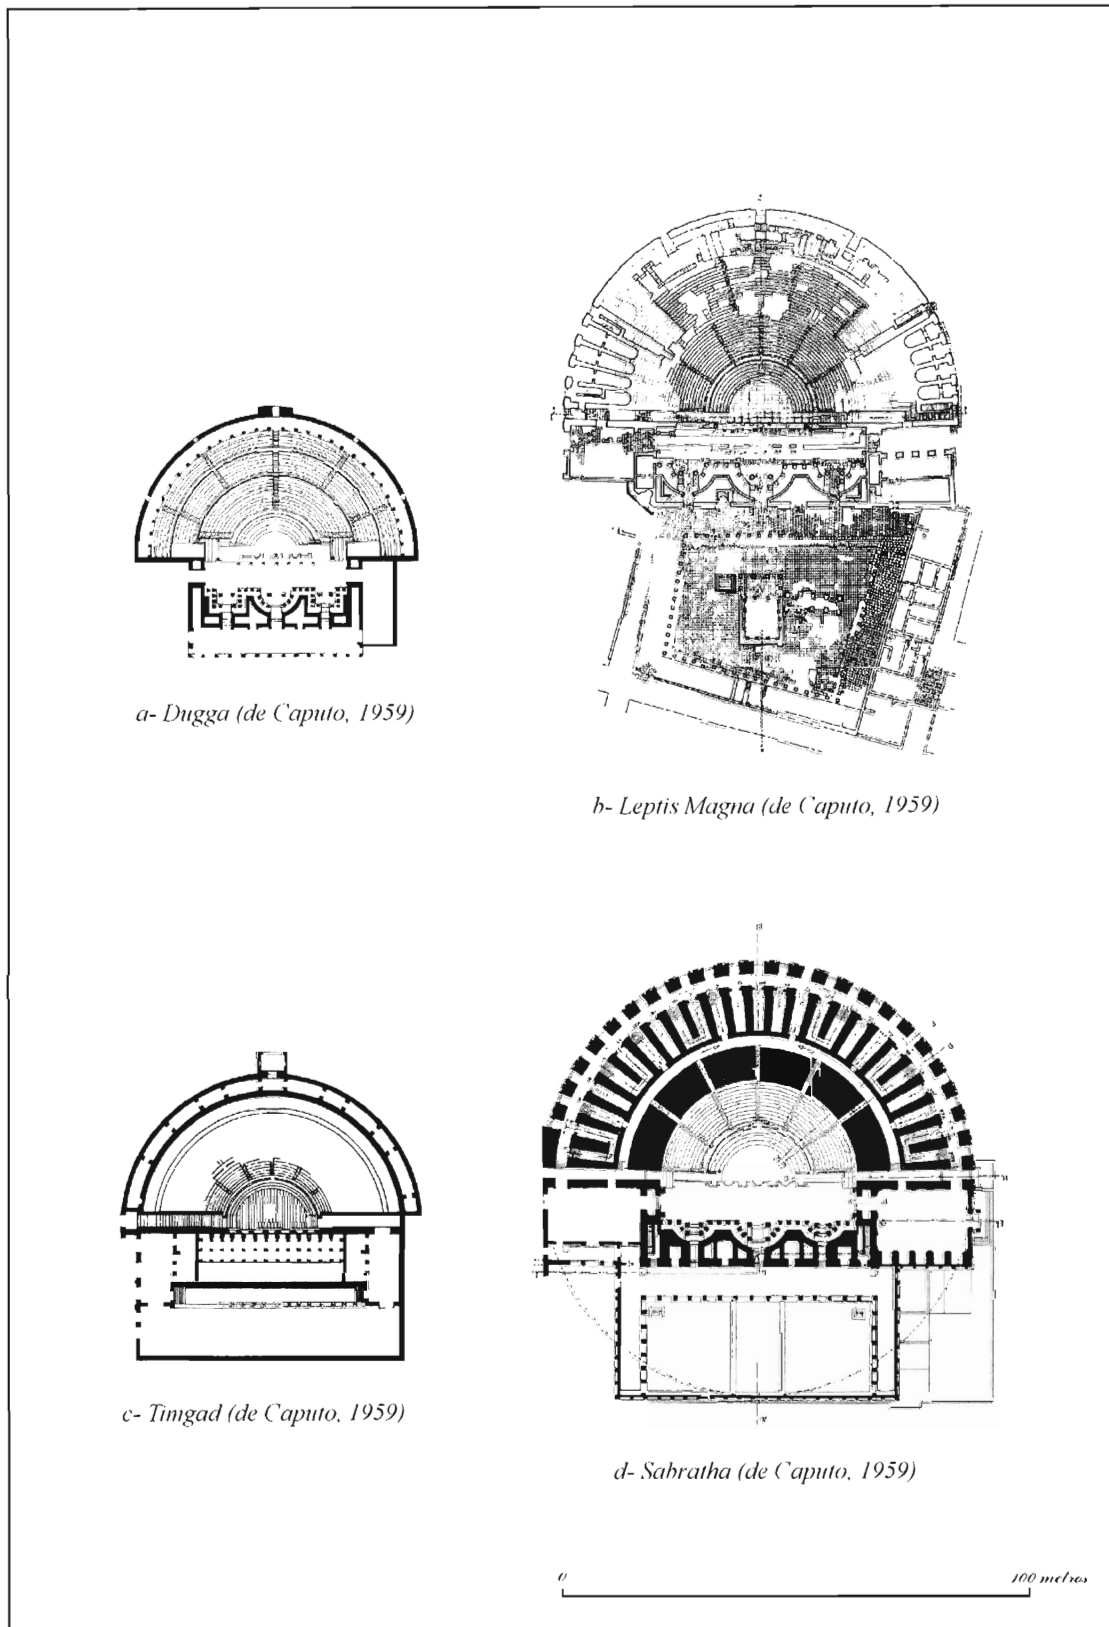 a- Dugga (de Caputo, 1959)
b- Leptis Magna (de Caputo, 1959)
c- Timgad (de Caputo, 1959)
d- Sabratha (de Caputo, 1959)
0 100 metros